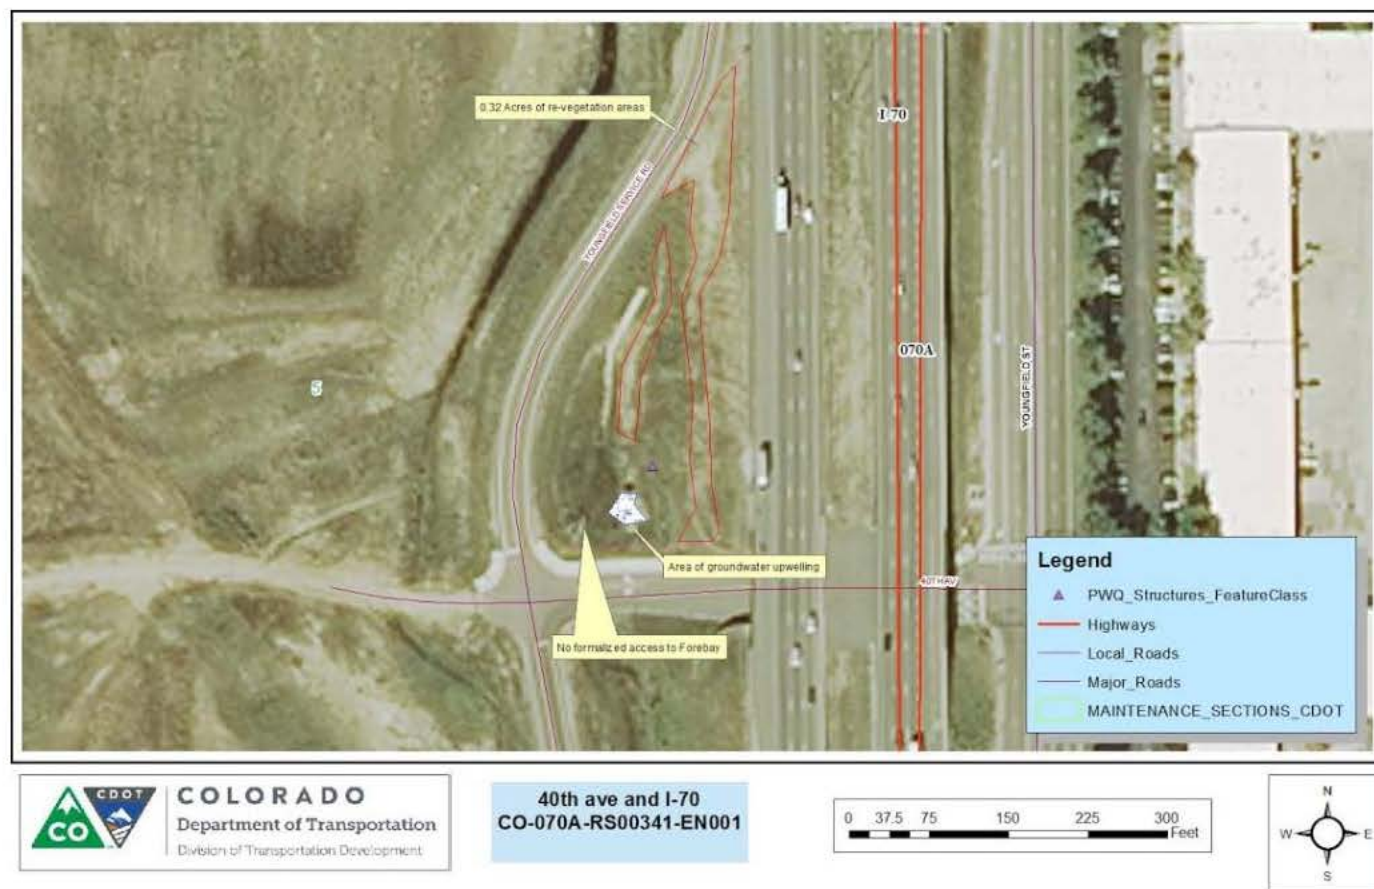 0.32 Acres of re-vegetation areas
I-70
YOUNGFIELD SERVICE RD
070A
YOUNGFIELD ST
5
Area of groundwater upwelling
40TH AV
No formalized access to Forebay
Legend
PWQ_Structures_FeatureClass
Highways
Local_Roads
Major_Roads
MAINTENANCE_SECTIONS_CDOT
CO
CDOT
COLORADO
Department of Transportation
Division of Transportation Development
40th ave and I-70
CO-070A-RS00341-EN001
0 37.5 75 150 225 300
Feet
N
W E
S